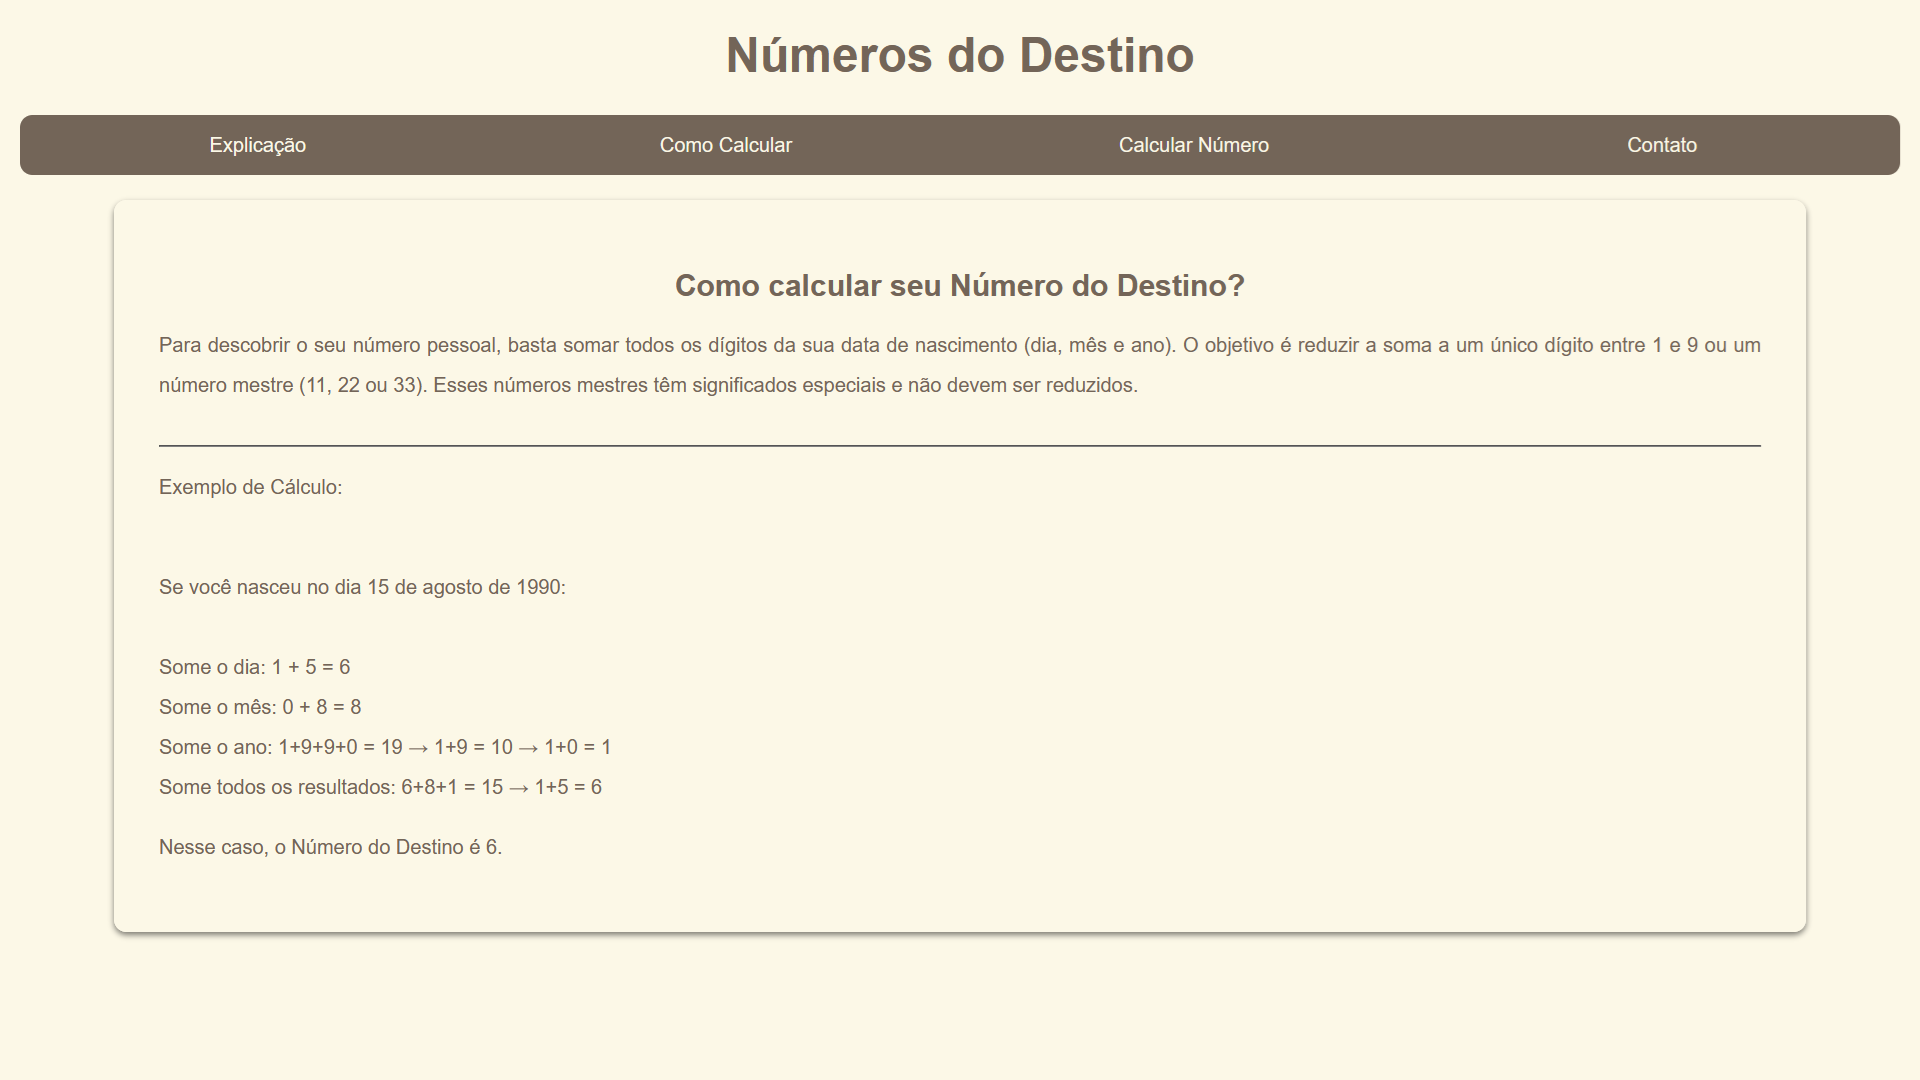 Números do Destino
Explicação
Como Calcular
Calcular Número
Contato
Como calcular seu Número do Destino?
Para descobrir o seu número pessoal, basta somar todos os dígitos da sua data de nascimento (dia, mês e ano). O objetivo é reduzir a soma a um único dígito entre 1 e 9 ou um
número mestre (11, 22 ou 33). Esses números mestres têm significados especiais e não devem ser reduzidos.
Exemplo de Cálculo:
Se você nasceu no dia 15 de agosto de 1990:
Some o dia: 1 + 5 = 6
Some o mês: 0 + 8 = 8
Some o ano: 1+9+9+0 = 19 → 1+9 = 10 → 1+0 = 1
Some todos os resultados: 6+8+1 = 15 → 1+5 = 6
Nesse caso, o Número do Destino é 6.